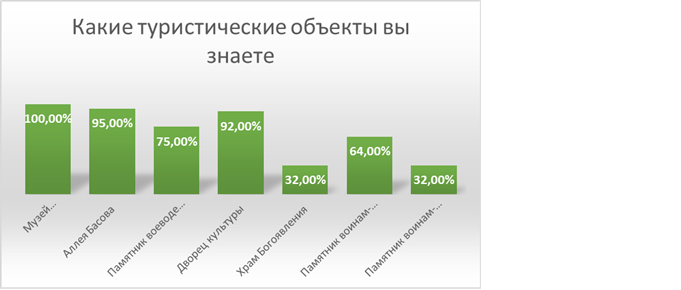 Какие туристические объекты вы
знаете
100,00%
95,00%
75,00%
92,00%
32,00%
64,00%
32,00%
Музей...
Аллея Басова
Памятник воеводе...
Дворец культуры
Храм Богоявления
Памятник воинам-...
Памятник воинам-...